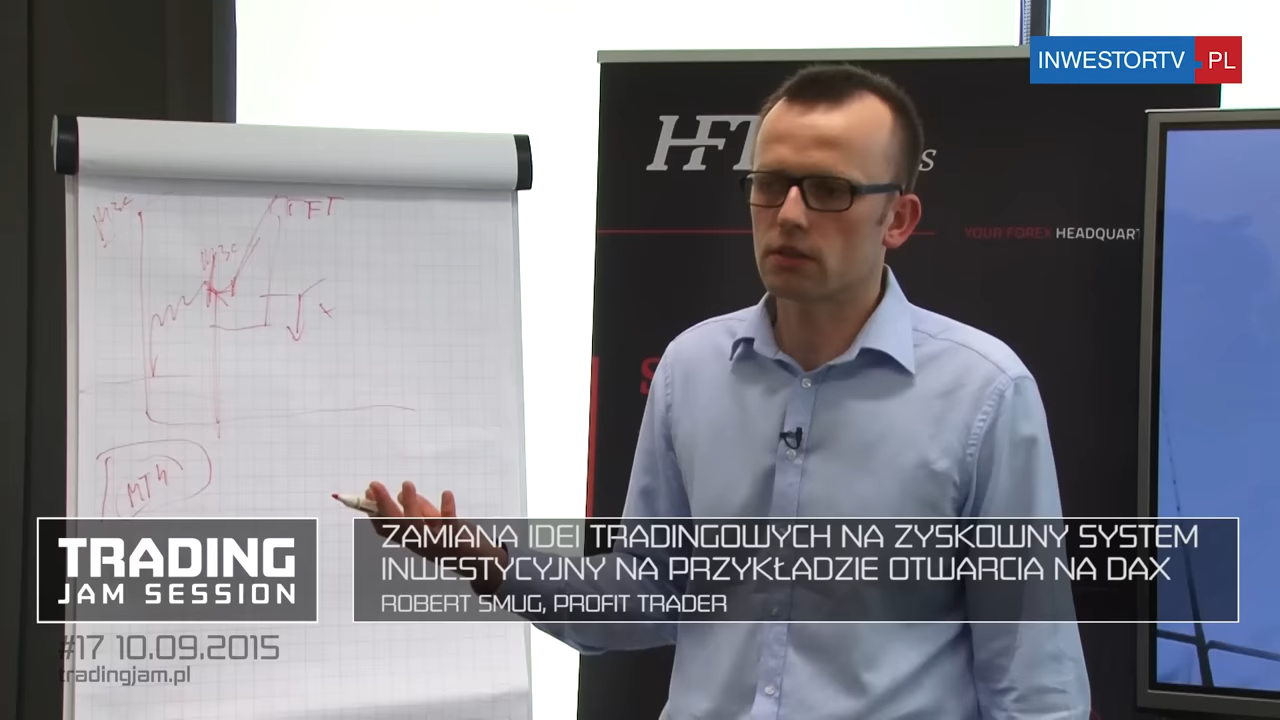 INWESTORTV.PL
HFT
s
YOUR FOREX HEADQUART
S
TFT
MT4
TRADING
JAM SESSION
ZAMIANA IDEI TRADINGOWYCH NA ZYSKOWNY SYSTEM
INWESTYCYJNY NA PRZYKŁADZIE OTWARCIA NA DAX
ROBERT SMUG, PROFIT TRADER
#17 10.09.2015
tradingjam.pl